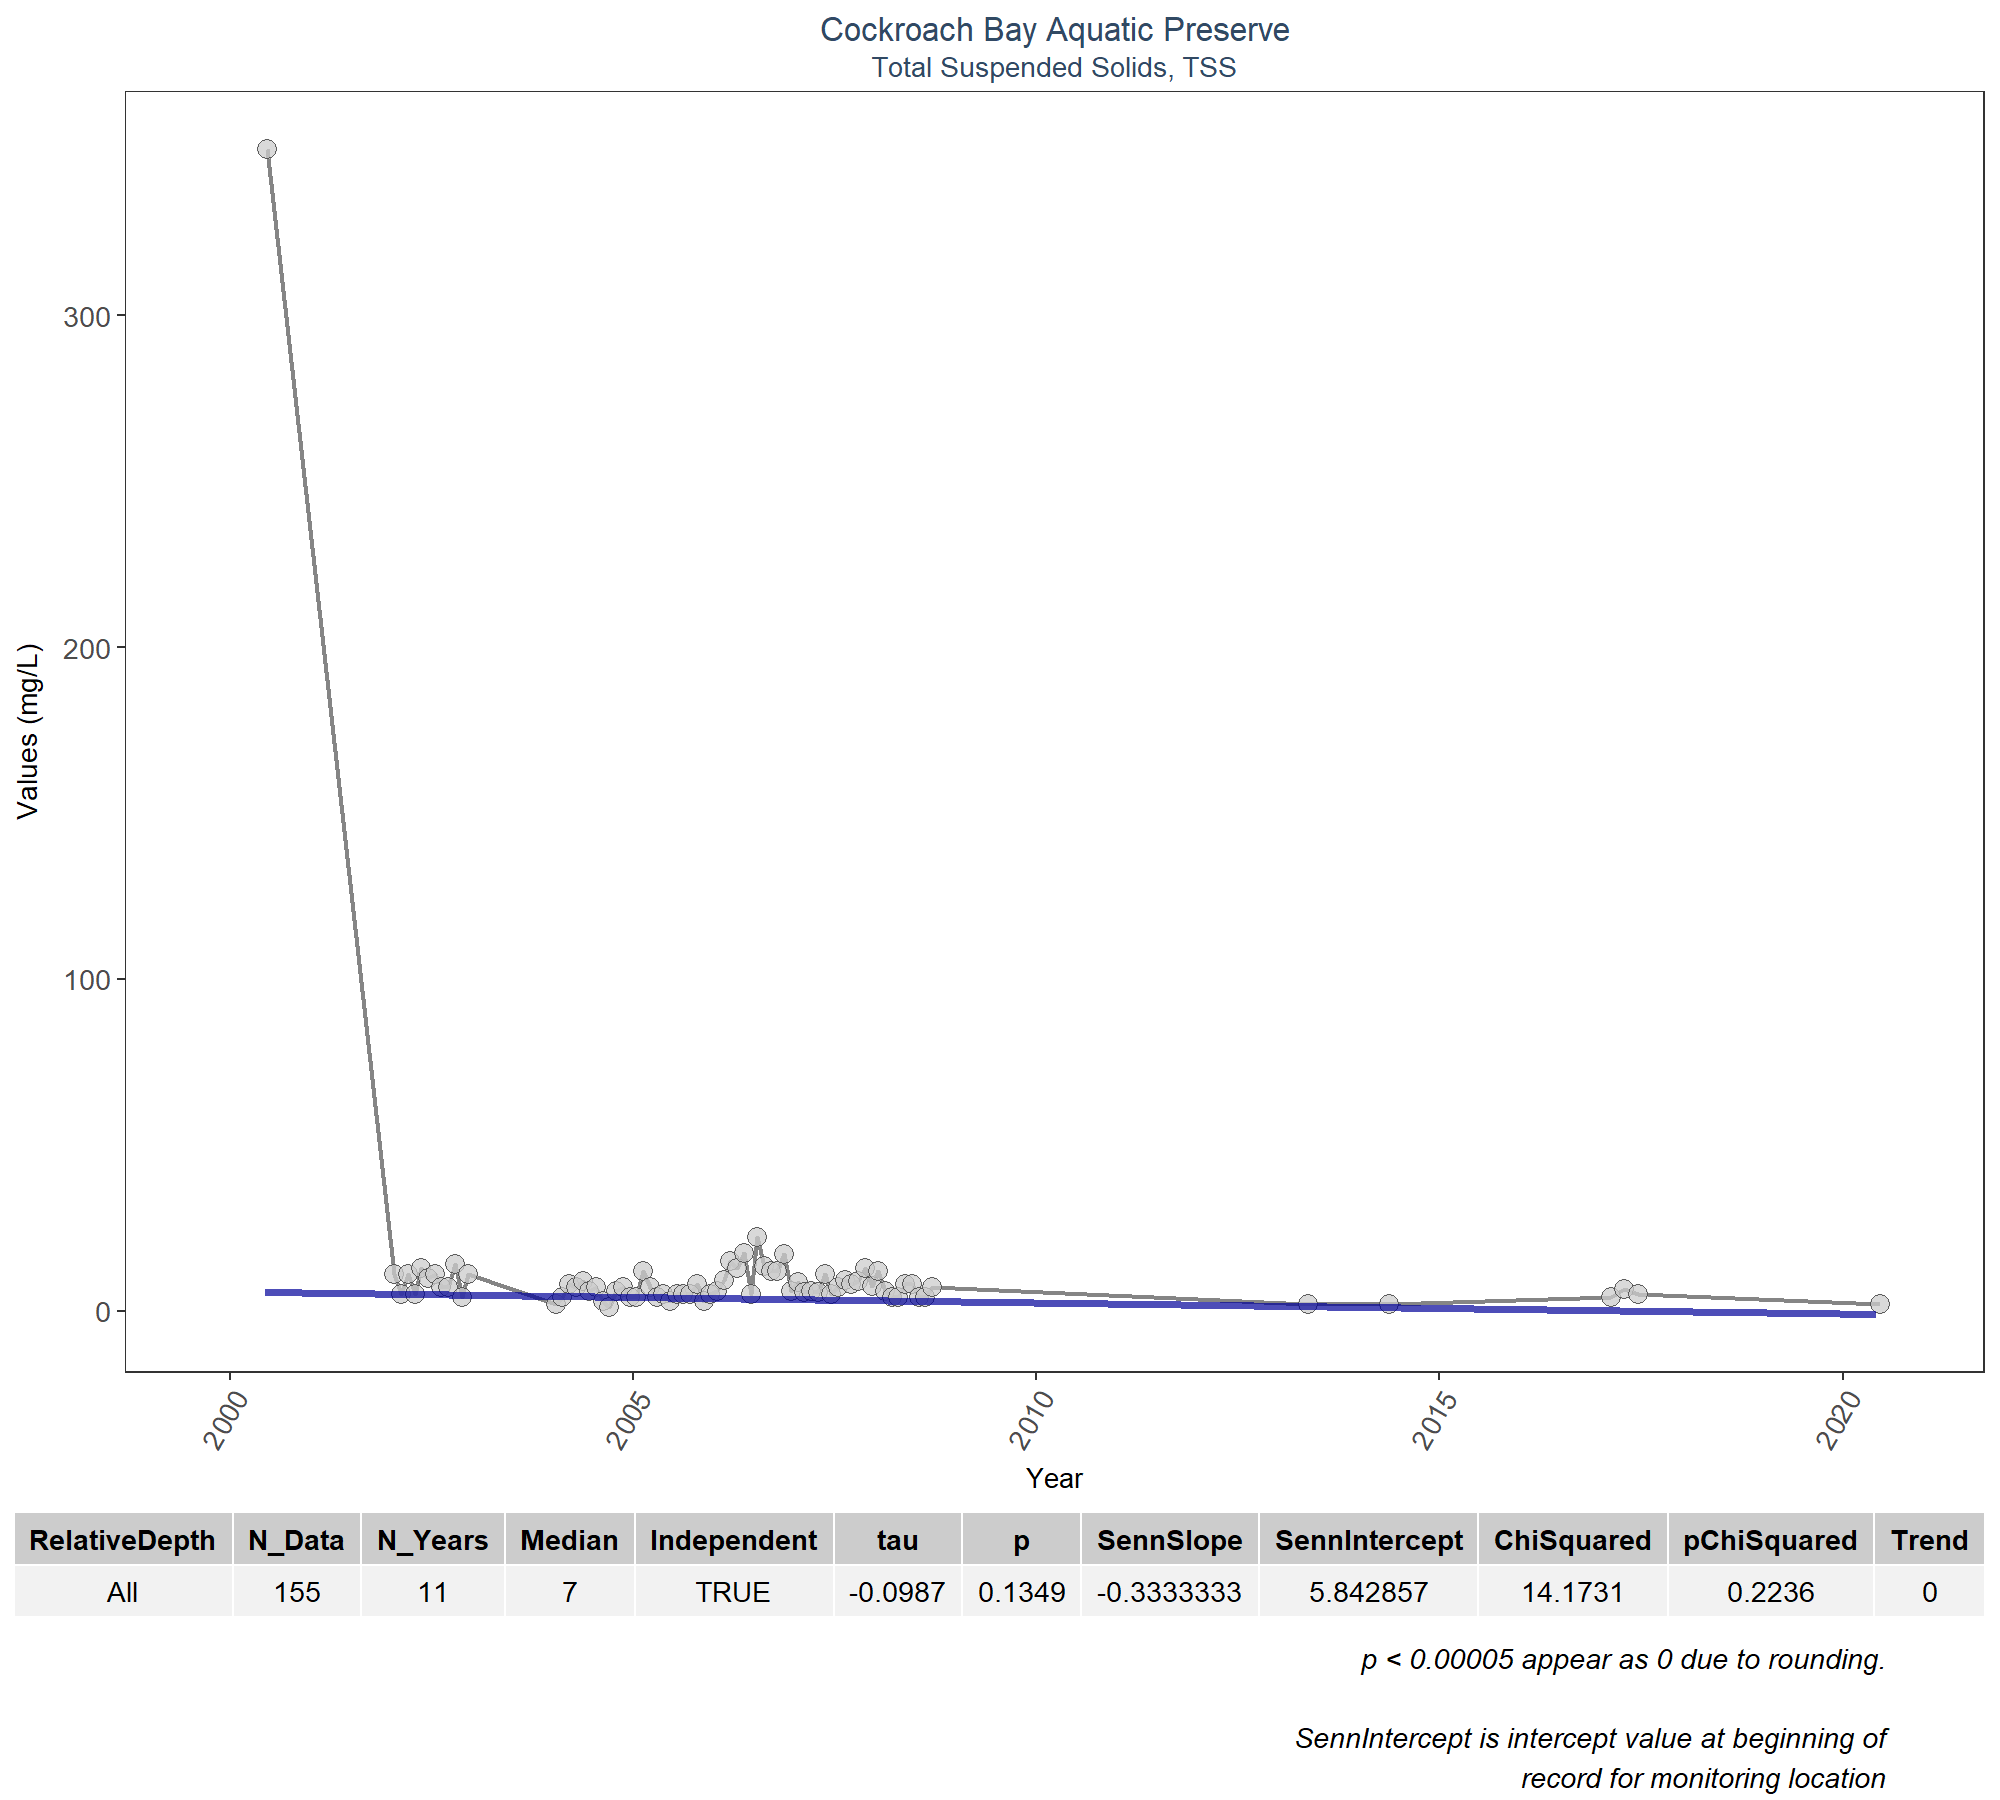 Cockroach Bay Aquatic Preserve
Total Suspended Solids, TSS
Values (mg/L)
300
200
100
0
2000 2005 2010 2015 2020
Year
RelativeDepth N_Data N_Years Median Independent tau p SennSlope SennIntercept ChiSquared pChiSquared Trend
All 155 11 7 TRUE -0.0987 0.1349 -0.3333333 5.842857 14.1731 0.2236 0
p < 0.00005 appear as 0 due to rounding.
SennIntercept is intercept value at beginning of
record for monitoring location